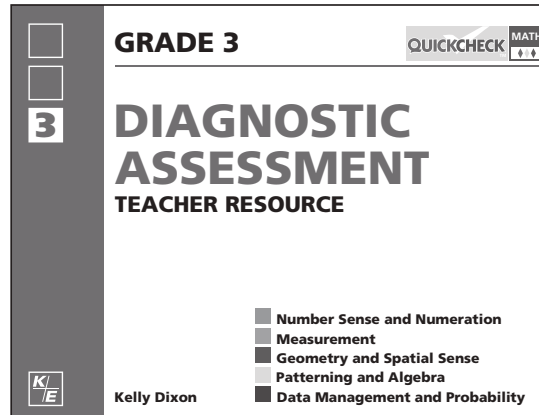 GRADE 3
QUICKCHECK MATH
3
DIAGNOSTIC
ASSESSMENT
TEACHER RESOURCE
Number Sense and Numeration
Measurement
Geometry and Spatial Sense
Patterning and Algebra
Data Management and Probability
K/E
Kelly Dixon